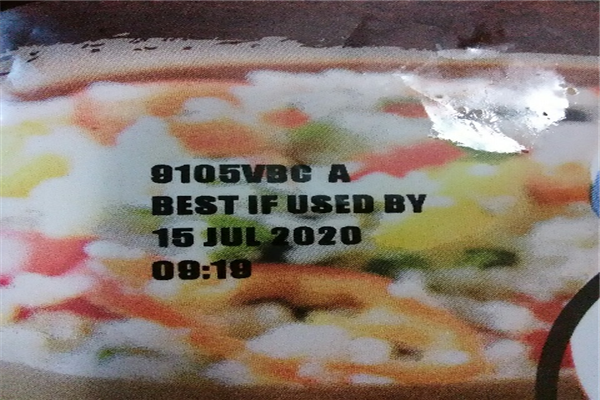 9105VBC A
BEST IF USED BY
15 JUL 2020
09:19